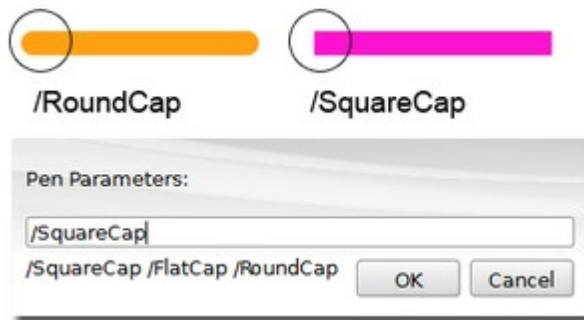 /RoundCap /SquareCap
Pen Parameters:
/SquareCap
/SquareCap /FlatCap /RoundCap OK Cancel